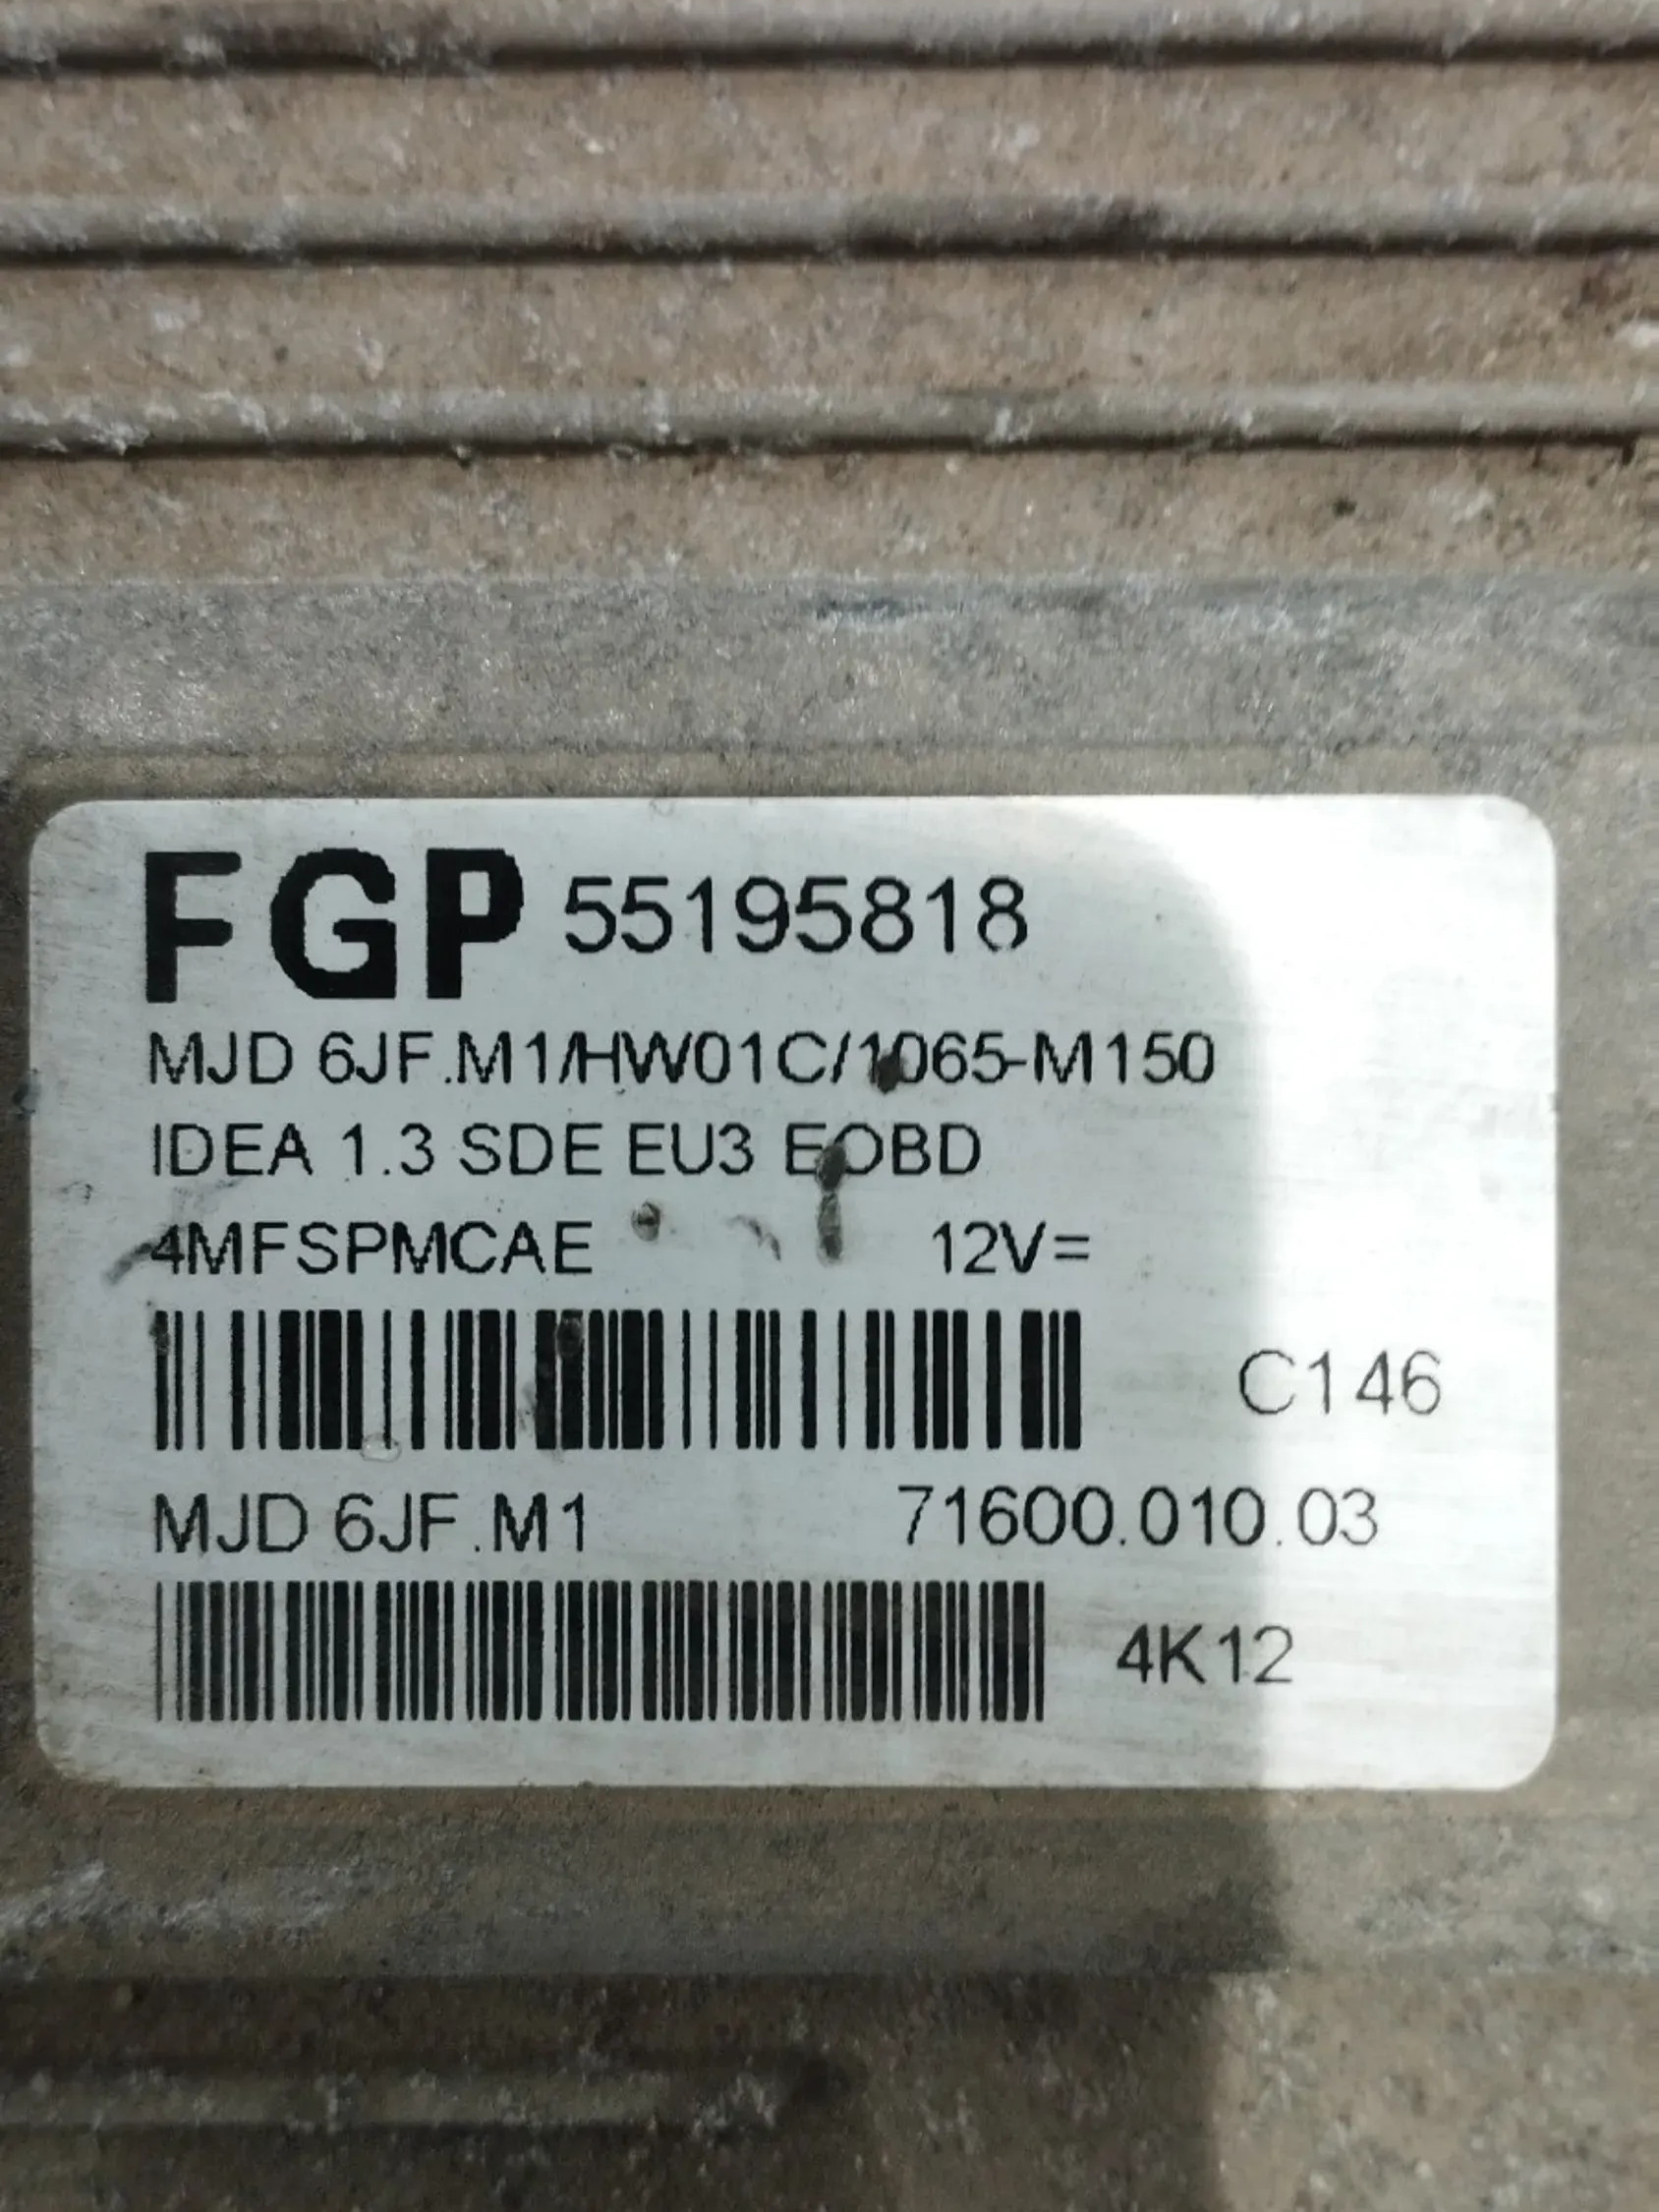 FGP 55195818
MJD 6JF.M1/HW01C/1065-M150
IDEA 1.3 SDE EU3 EOBD
4MFSPMCAE 12V=
C146
MJD 6JF.M1 71600.010.03
4K12